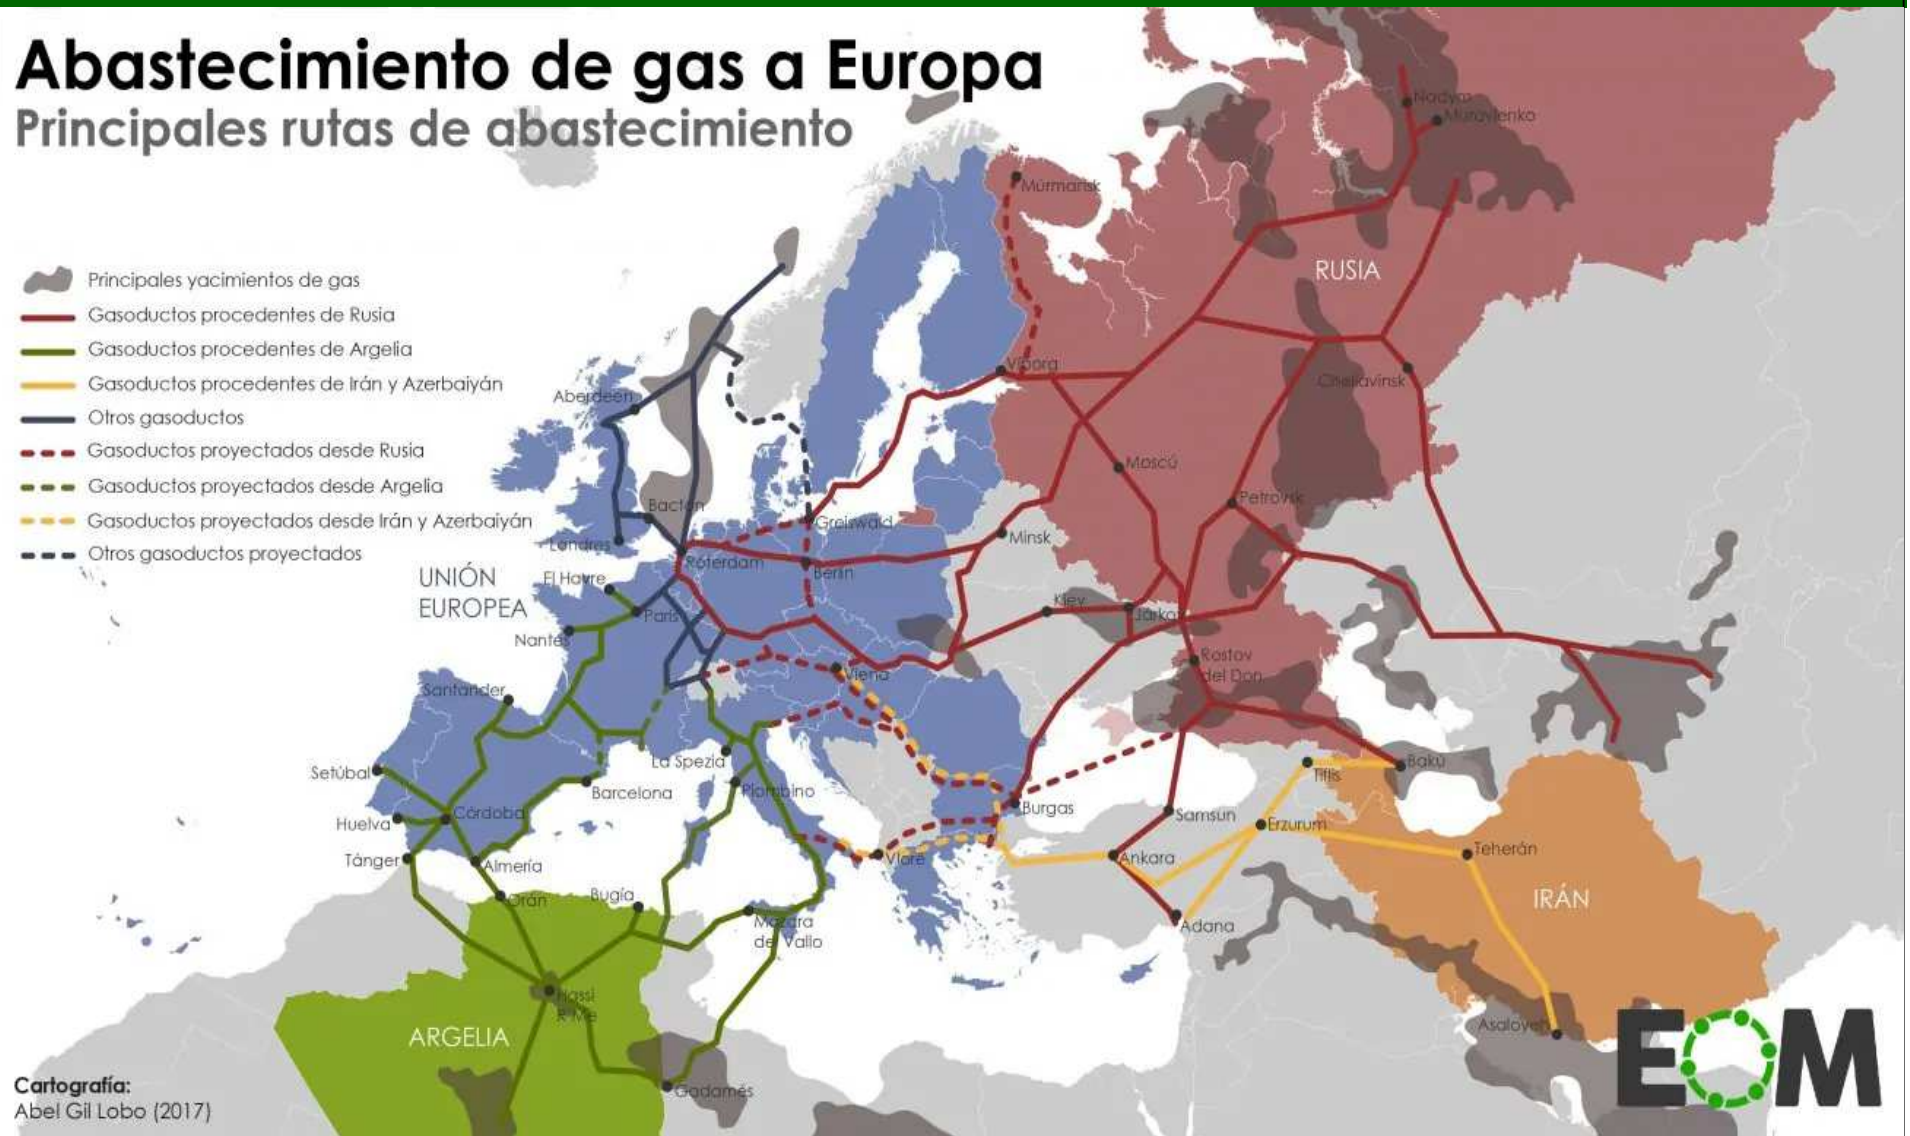 Abastecimiento de gas a Europa
Principales rutas de abastecimiento
Principales yacimientos de gas
Gasoductos procedentes de Rusia
Gasoductos procedentes de Argelia
Gasoductos procedentes de Irán y Azerbaiyán
Otros gasoductos
Gasoductos proyectados desde Rusia
Gasoductos proyectados desde Argelia
Gasoductos proyectados desde Irán y Azerbaiyán
Otros gasoductos proyectados
Nadym
Muravlenko
Múrmansk
RUSIA
Víborg
Cheliavinsk
Aberdeen
Moscú
Petrovsk
Bacton
Greiswald
Londres
Minsk
Róterdam
Berlín
UNIÓN
EUROPEA
El Havre
París
Kiev
Járkov
Nantes
Rostov
del Don
Viena
Santander
La Spezia
Bakú
Tiflis
Setúbal
Barcelona
Piombino
Burgas
Córdoba
Samsun
Huelva
Erzurum
Tánger
Almería
Vlorë
Ankara
Teherán
Orán
Bugía
IRÁN
Mazara
del Vallo
Adana
Hassi
R'Mel
ARGELIA
Asaloyeh
Godamés
Cartografía:
Abel Gil Lobo (2017)
EOM